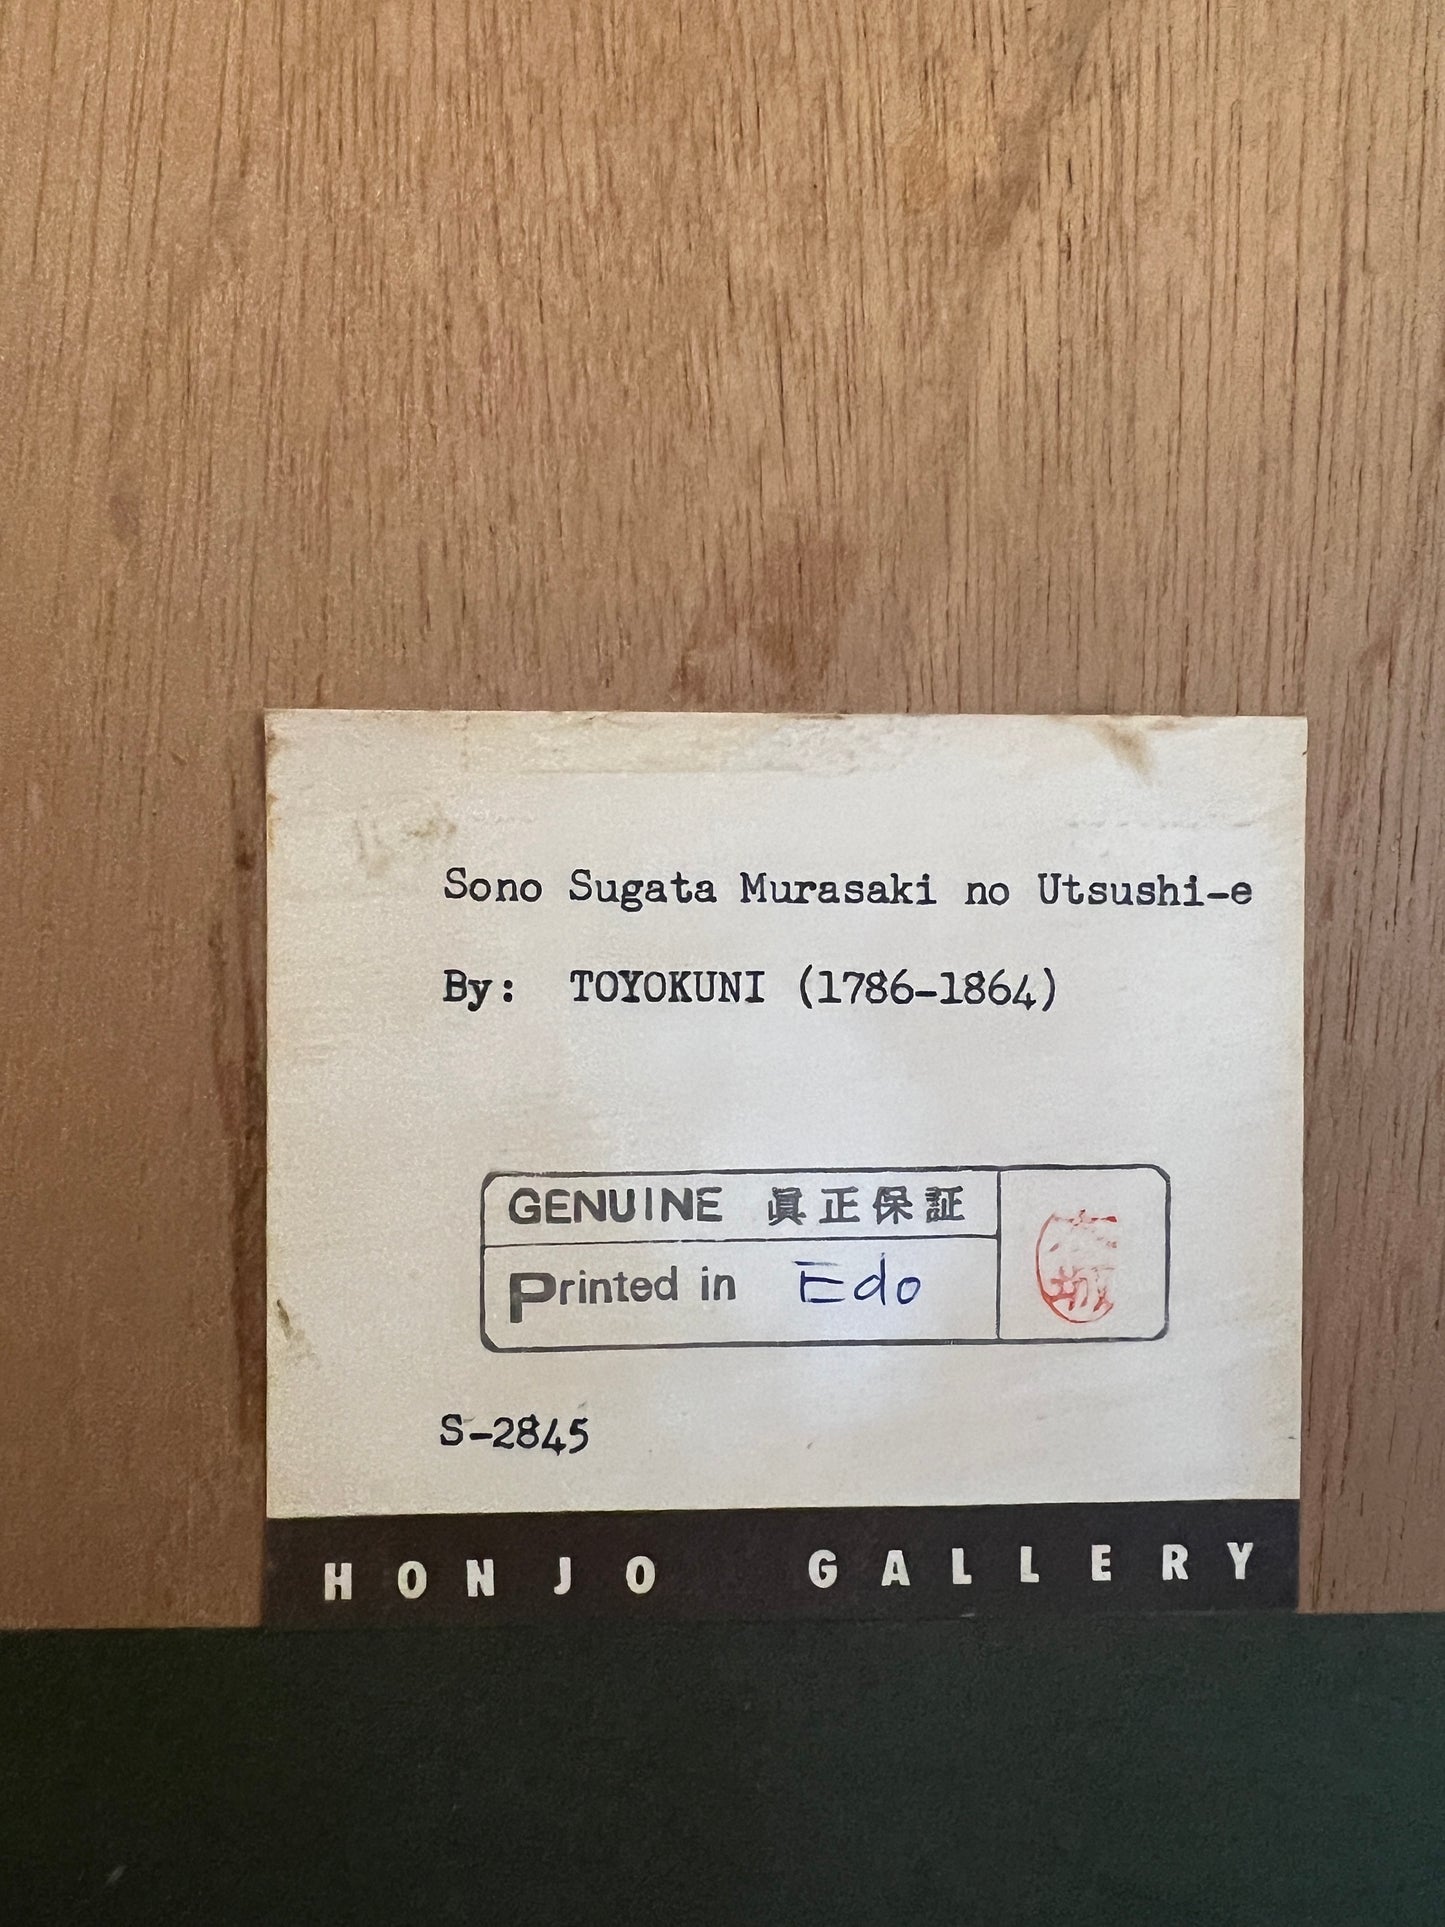 Sono Sugata Murasaki no Utsushi-e
By: TOYOKUNI (1786-1864)
GENUINE 眞正保証
Printed in Edo
S-2845
HONJO GALLERY